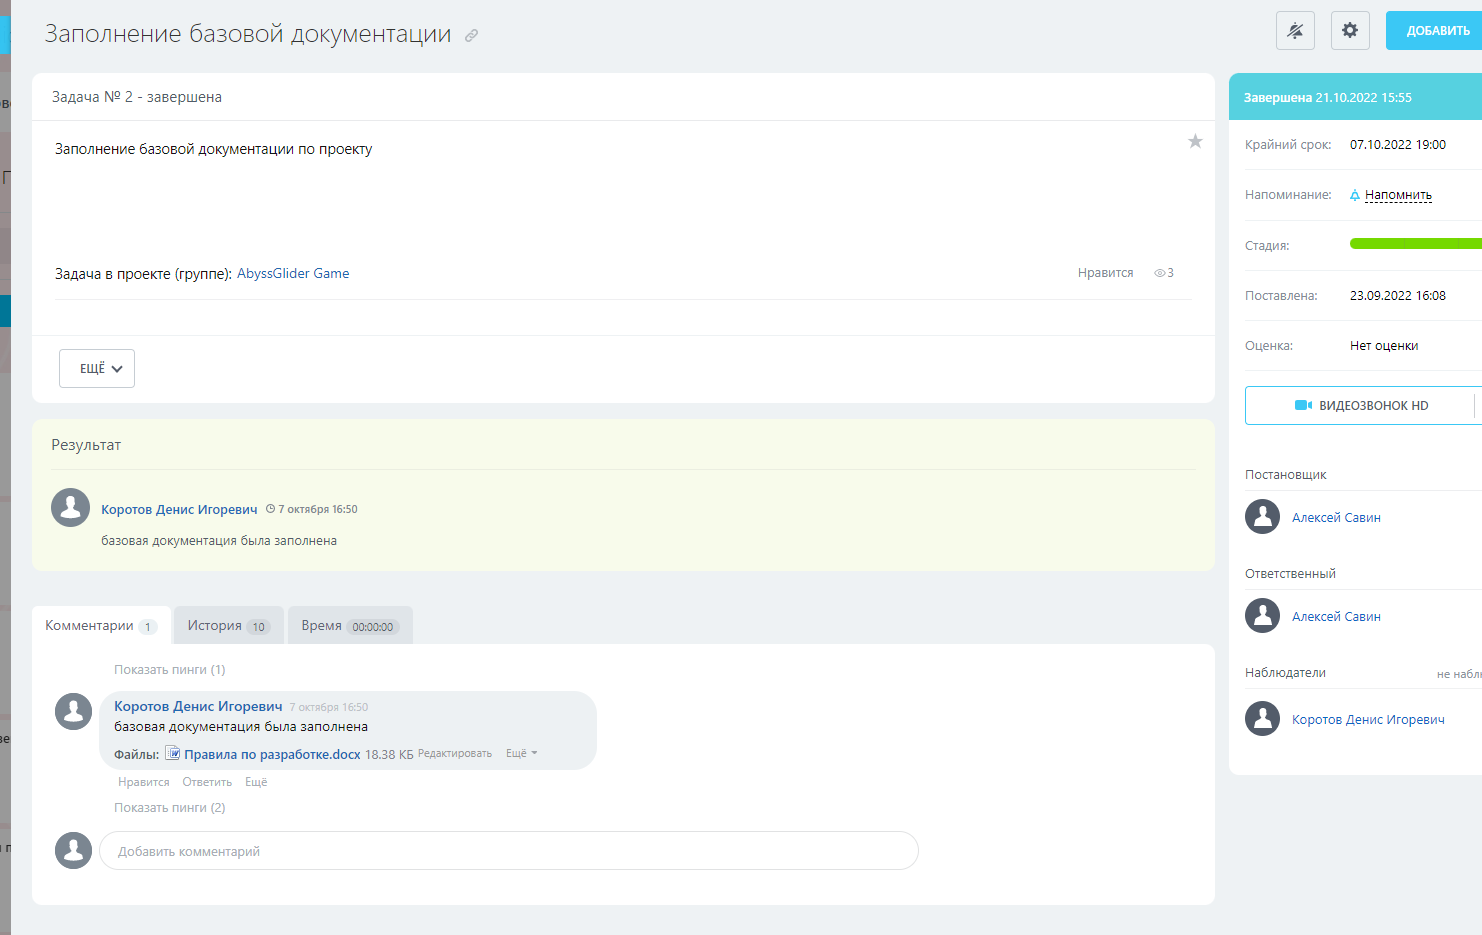 Заполнение базовой документации
ДОБАВИТЬ
Задача № 2 - завершена
Заполнение базовой документации по проекту
Задача в проекте (группе): AbyssGlider Game
Нравится 3
ЕЩЁ
Результат
Коротов Денис Игоревич 7 октября 16:50
базовая документация была заполнена
Комментарии 1
История 10
Время 00:00:00
Показать пинги (1)
Коротов Денис Игоревич 7 октября 16:50
базовая документация была заполнена
Файлы: Правила по разработке.docx 18.38 КБ Редактировать Ещё
Нравится Ответить Ещё
Показать пинги (2)
Добавить комментарий
Завершена 21.10.2022 15:55
Крайний срок: 07.10.2022 19:00
Напоминание: Напомнить
Стадия:
Поставлена: 23.09.2022 16:08
Оценка: Нет оценки
ВИДЕОЗВОНОК HD
Постановщик
Алексей Савин
Ответственный
Алексей Савин
Наблюдатели не набл
Коротов Денис Игоревич